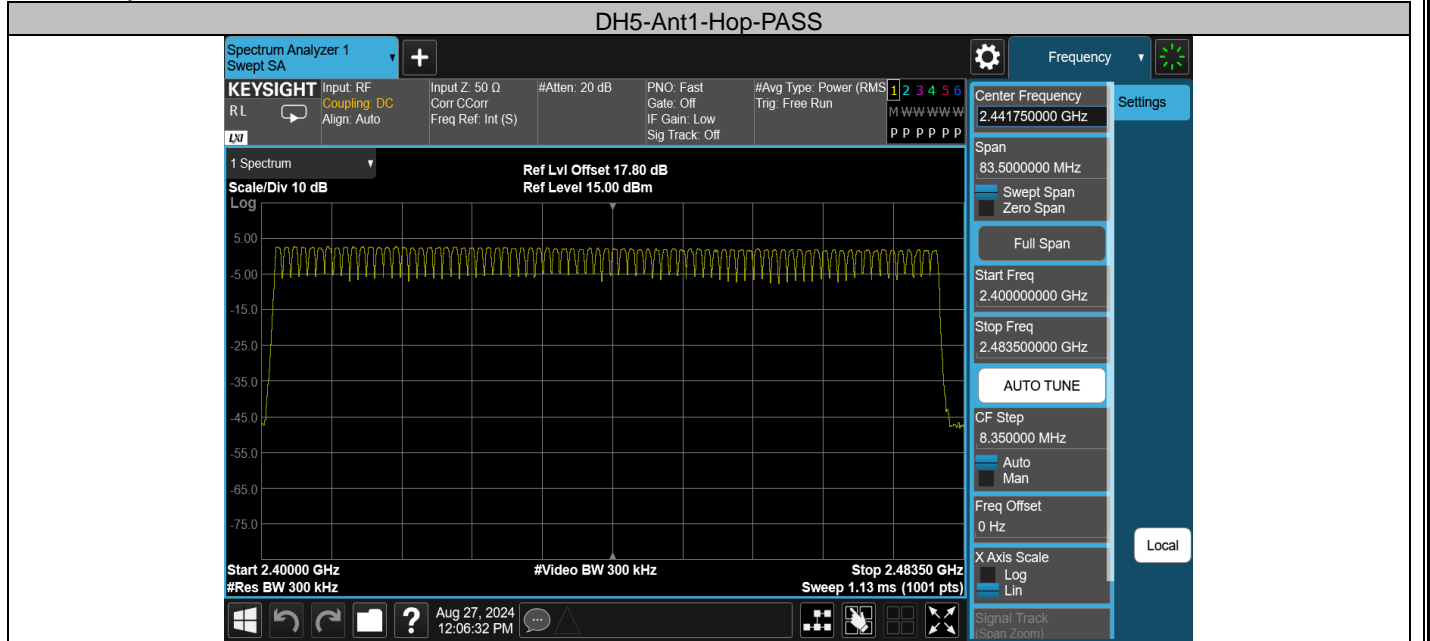 DH5-Ant1-Hop-PASS
Spectrum Analyzer 1
Swept SA
+
Frequency
KEYSIGHT
RL
LXI
Input: RF
Coupling: DC
Align: Auto
Input Z: 50 Ω
Corr CCorr
Freq Ref: Int (S)
#Atten: 20 dB
PNO: Fast
Gate: Off
IF Gain: Low
Sig Track: Off
#Avg Type: Power (RMS
Trig: Free Run
1 2 3 4 5 6
M W W W W W
P P P P P P
1 Spectrum
Scale/Div 10 dB
Ref Lvl Offset 17.80 dB
Ref Level 15.00 dBm
Log
5.00
-5.00
-15.0
-25.0
-35.0
-45.0
-55.0
-65.0
-75.0
Start 2.40000 GHz
#Res BW 300 kHz
#Video BW 300 kHz
Stop 2.48350 GHz
Sweep 1.13 ms (1001 pts)
Center Frequency
2.441750000 GHz
Span
83.5000000 MHz
Swept Span
Zero Span
Full Span
Start Freq
2.400000000 GHz
Stop Freq
2.483500000 GHz
AUTO TUNE
CF Step
8.350000 MHz
Auto
Man
Freq Offset
0 Hz
X Axis Scale
Log
Lin
Signal Track
(Span Zoom)
Settings
Local
?
Aug 27, 2024
12:06:32 PM